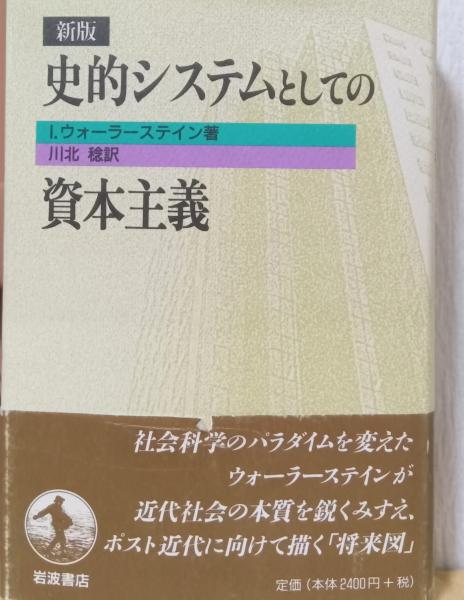 新版
史的システムとしての
I.ウォーラーステイン著
川北 稔訳
資本主義
社会科学のパラダイムを変えた
ウォーラーステインが
近代社会の本質を鋭くみすえ、
ポスト近代に向けて描く「将来図」
岩波書店
定価(本体2400円+税)